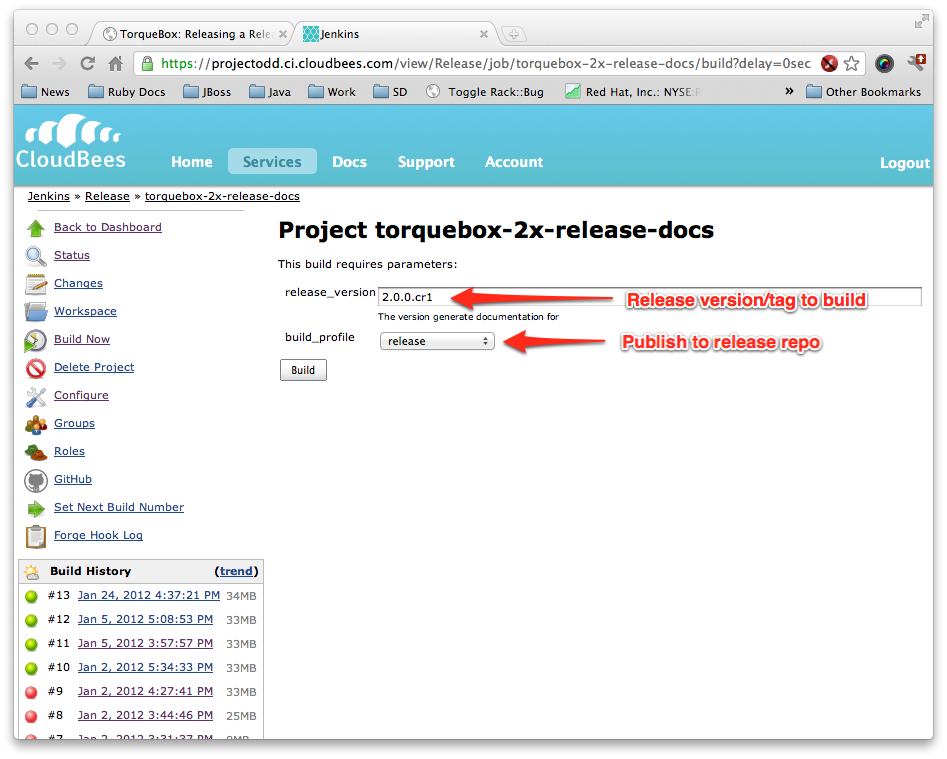 TorqueBox: Releasing a Rele
Jenkins
https://projectodd.ci.cloudbees.com/view/Release/job/torquebox-2x-release-docs/build?delay=0sec
News Ruby Docs JBoss Java Work SD Toggle Rack::Bug Red Hat, Inc.: NYSE: » Other Bookmarks
CloudBees
Home Services Docs Support Account Logout
Jenkins » Release » torquebox-2x-release-docs
Back to Dashboard
Status
Changes
Workspace
Build Now
Delete Project
Configure
Groups
Roles
GitHub
Set Next Build Number
Forge Hook Log
Build History (trend)
#13 Jan 24, 2012 4:37:21 PM 34MB
#12 Jan 5, 2012 5:08:53 PM 33MB
#11 Jan 5, 2012 3:57:57 PM 33MB
#10 Jan 2, 2012 5:34:33 PM 33MB
#9 Jan 2, 2012 4:27:41 PM 33MB
#8 Jan 2, 2012 3:44:46 PM 25MB
#7 Jan 2, 2012 3:31:37 PM
Project torquebox-2x-release-docs
This build requires parameters:
release_version 2.0.0.cr1 Release version/tag to build
The version generate documentation for
build_profile release Publish to release repo
Build